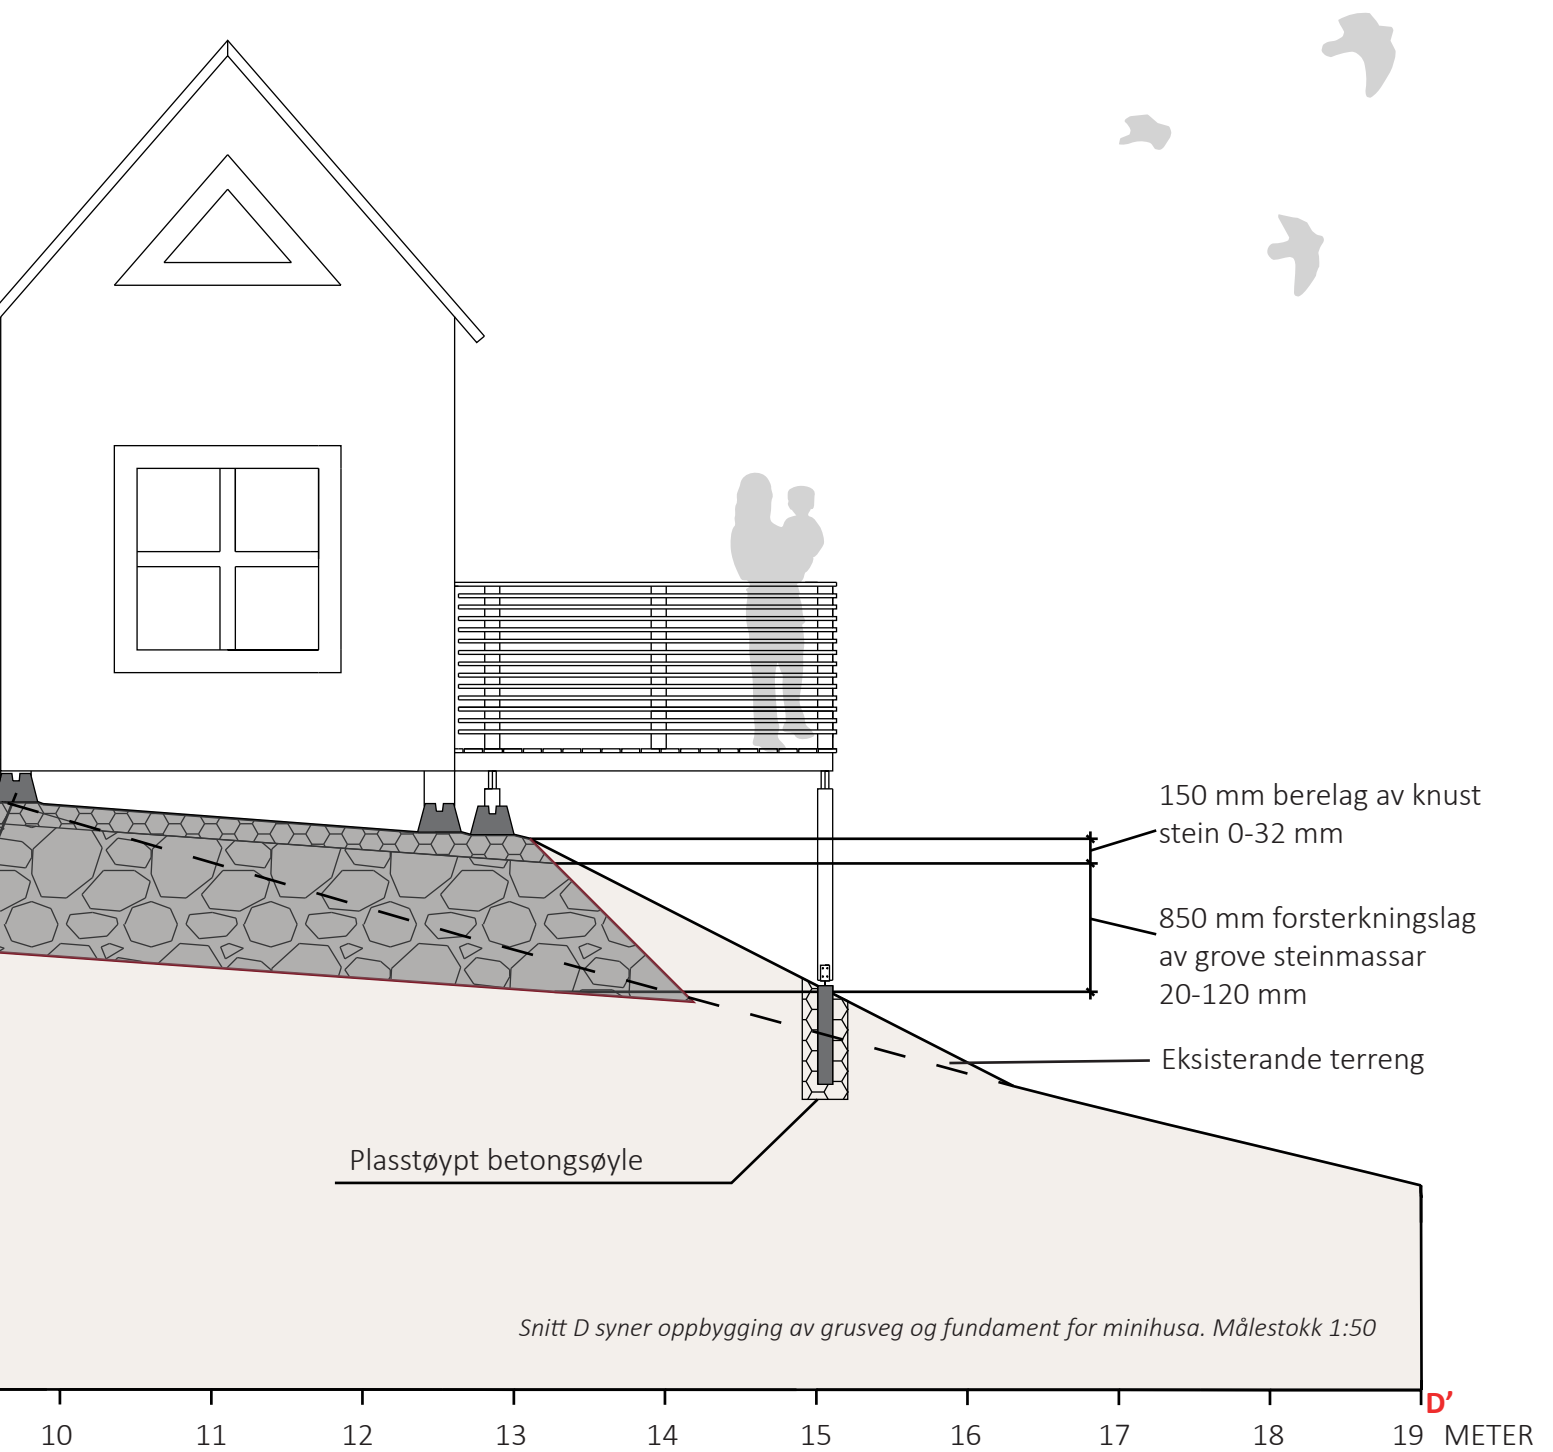 150 mm berelag av knust
stein 0-32 mm
850 mm forsterkningslag
av grove steinmassar
20-120 mm
Eksisterande terreng
Plasstøypt betongsøyle
Snitt D syner oppbygging av grusveg og fundament for minihusa. Målestokk 1:50
D’
10 11 12 13 14 15 16 17 18 19 METER